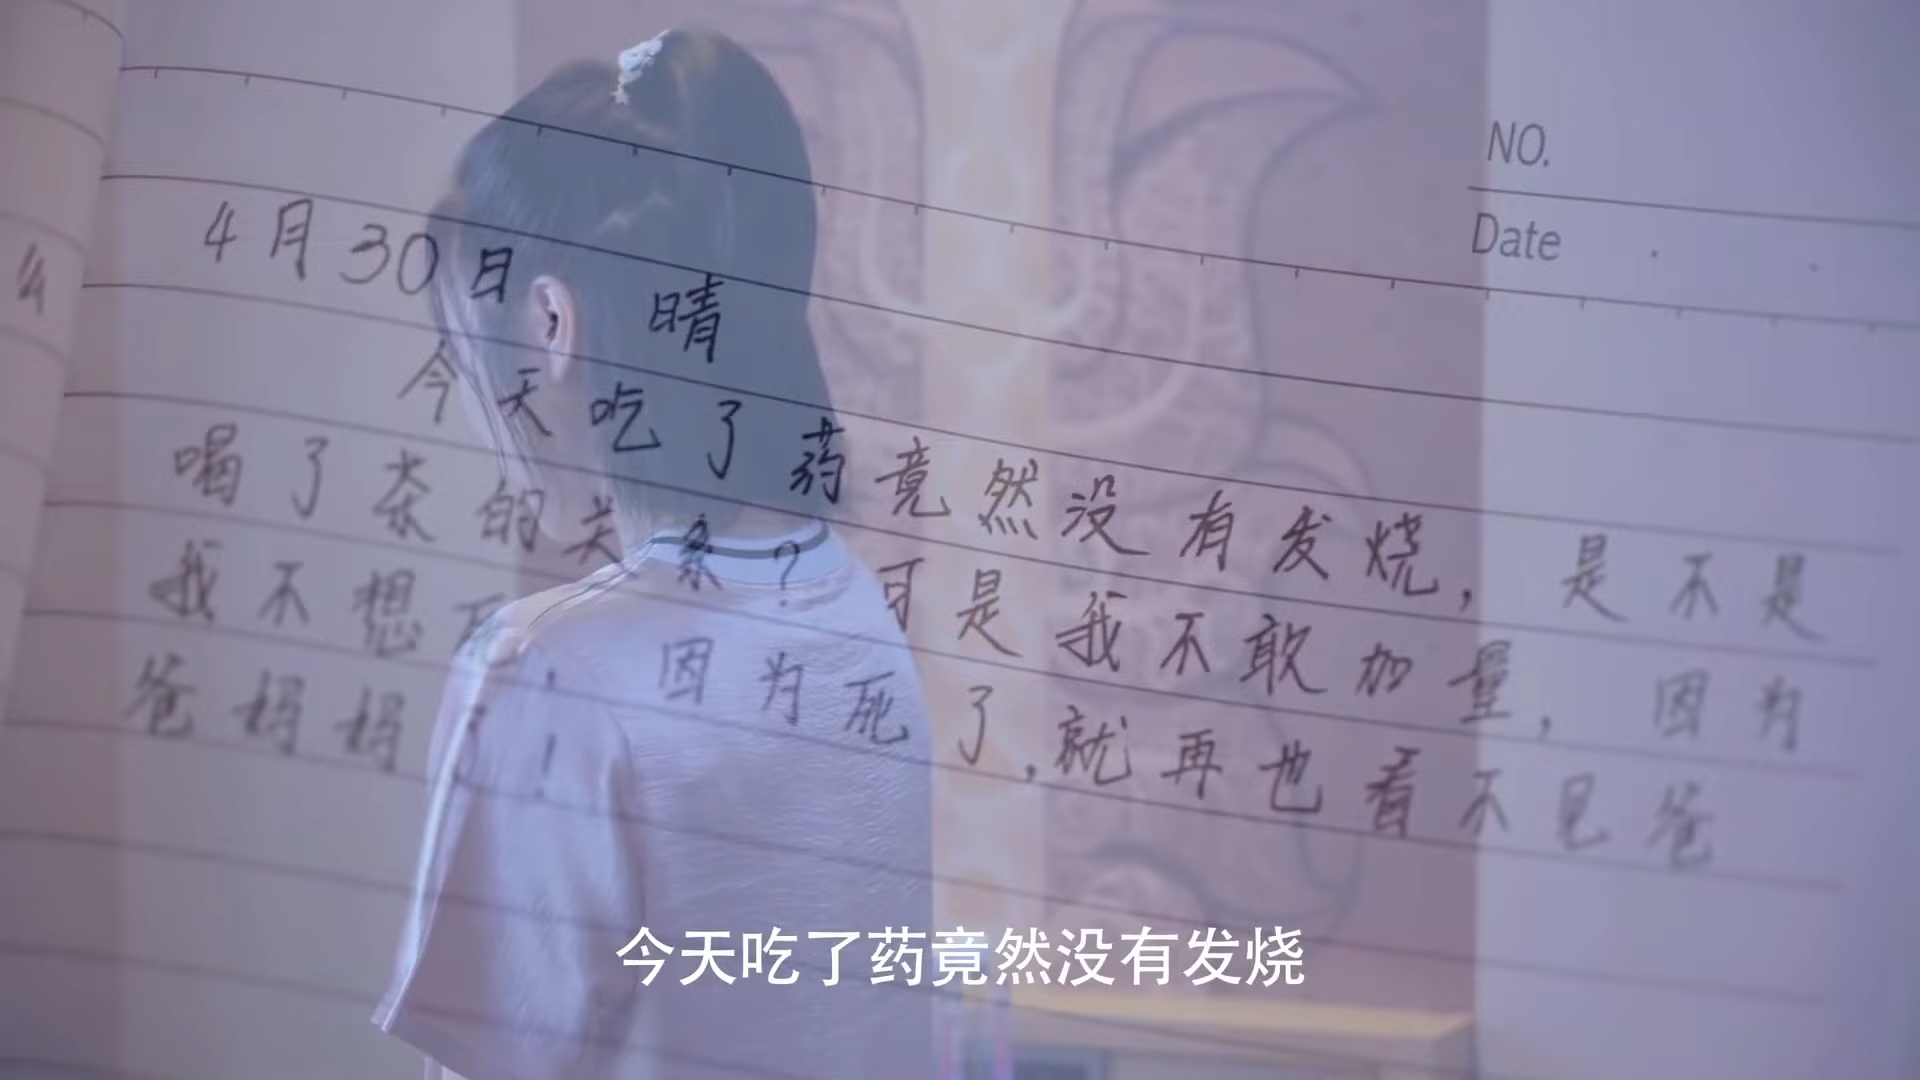 NO.
Date
4月30日 晴
今天吃了药竟然没有发烧，是不是
喝了茶的关系？可是我不敢加量，因为
我不想死！因为死了，就再也看不见爸
爸妈妈了！
今天吃了药竟然没有发烧